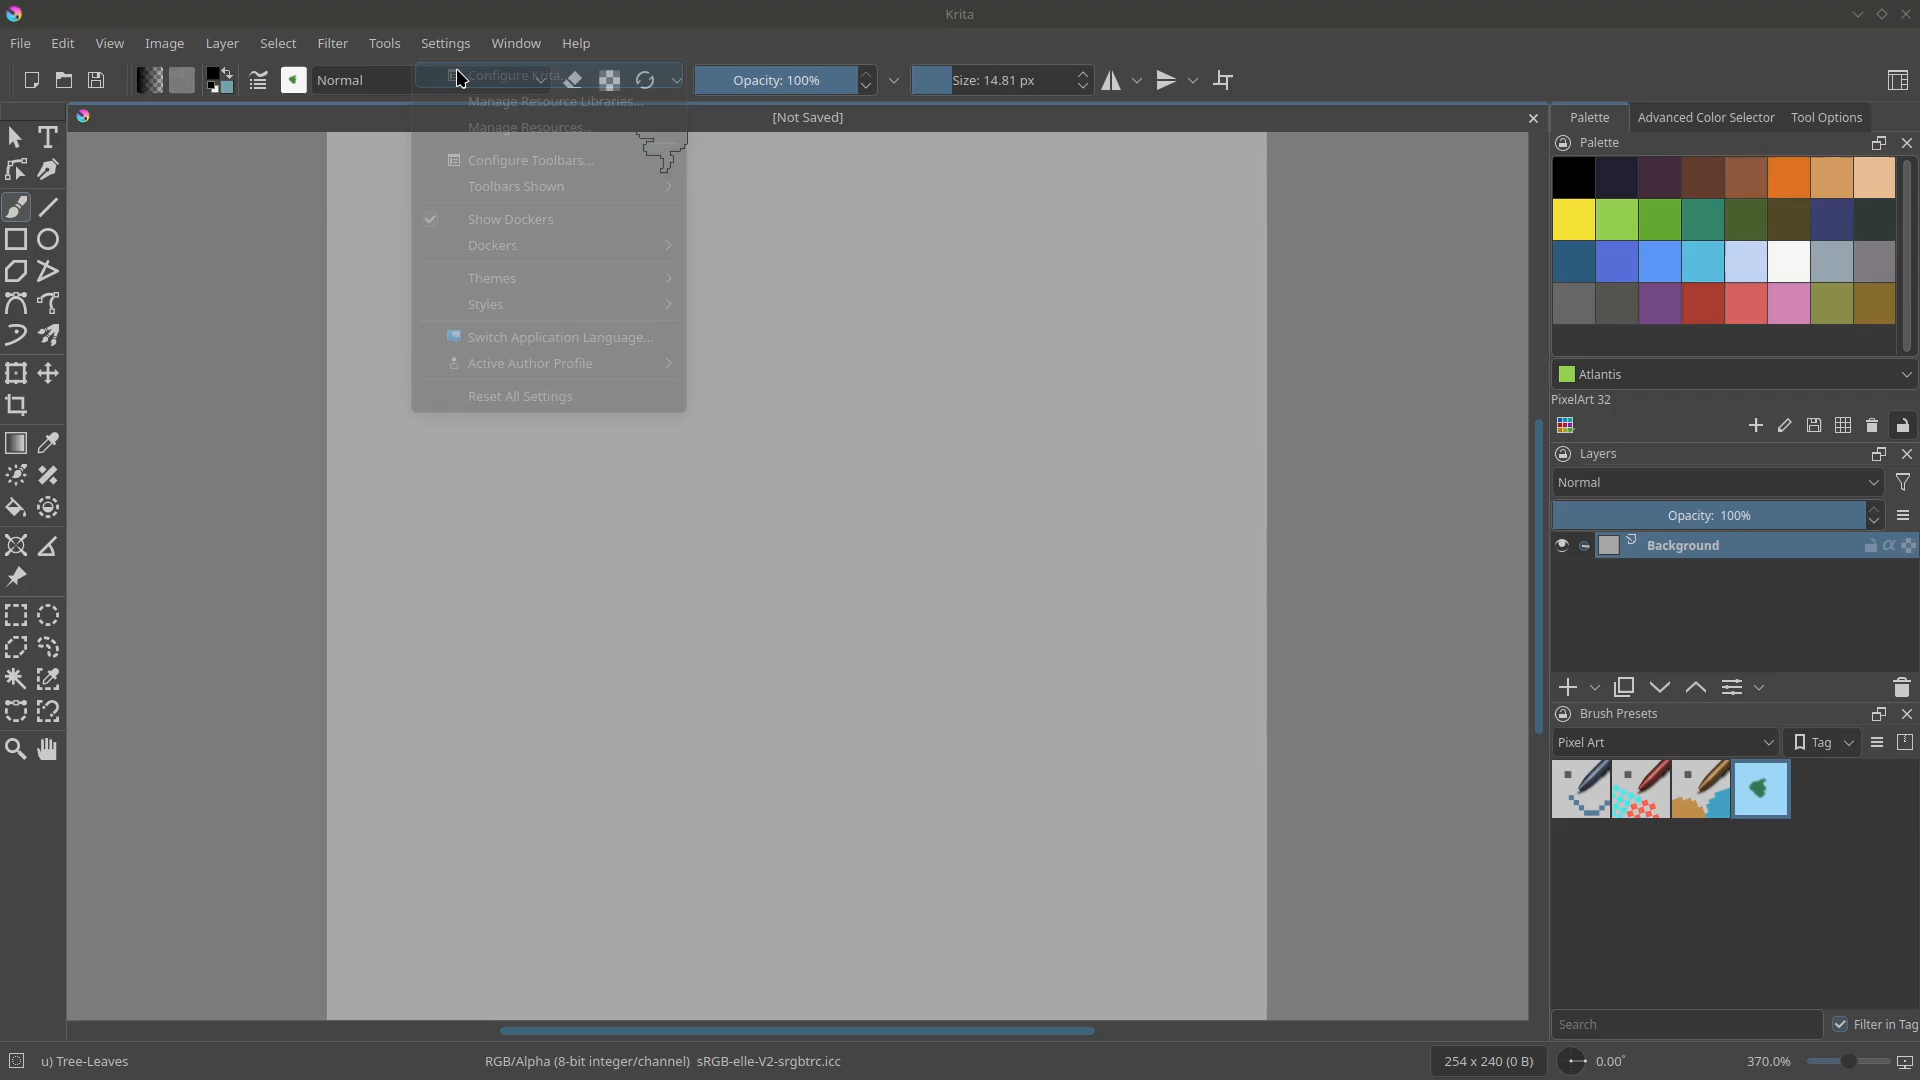 Krita
File Edit View Image Layer Select Filter Tools Settings Window Help
Normal
Opacity: 100%
Size: 14.81 px
Configure Krita...
Manage Resource Libraries...
Manage Resources...
Configure Toolbars...
Toolbars Shown
Show Dockers
Dockers
Themes
Styles
Switch Application Language...
Active Author Profile
Reset All Settings
[Not Saved]
Palette Advanced Color Selector Tool Options
Palette
Atlantis
PixelArt 32
Layers
Normal
Opacity: 100%
Background
Brush Presets
Pixel Art
Tag
Search
Filter in Tag
u) Tree-Leaves
RGB/Alpha (8-bit integer/channel) sRGB-elle-V2-srgbtrc.icc
254 x 240 (0 B)
0.00°
370.0%